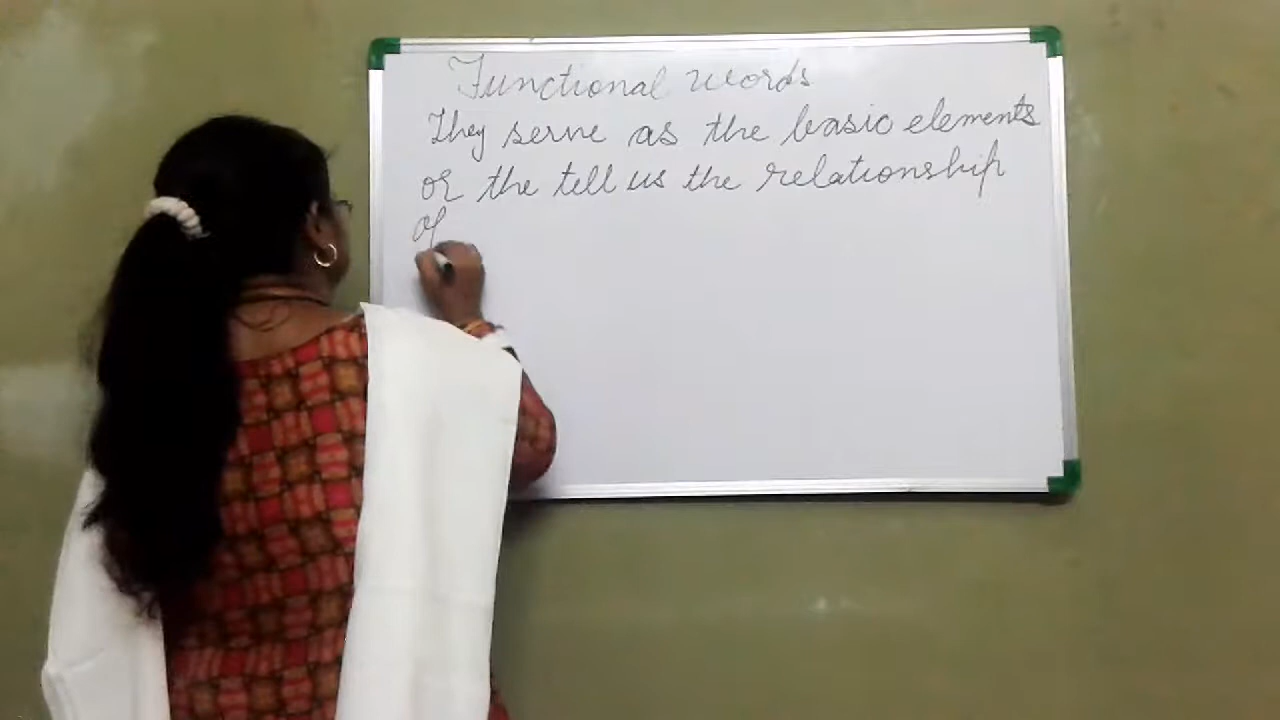 Functional words
They serve as the basic elements
or the tell us the relationship
of